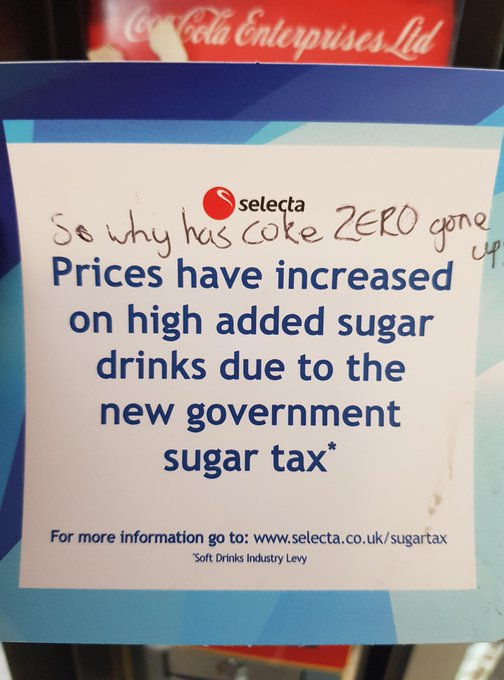 Coca-Cola Enterprises Ltd
selecta
So why has coke ZERO gone
up
Prices have increased
on high added sugar
drinks due to the
new government
sugar tax*
For more information go to: www.selecta.co.uk/sugartax
*Soft Drinks Industry Levy